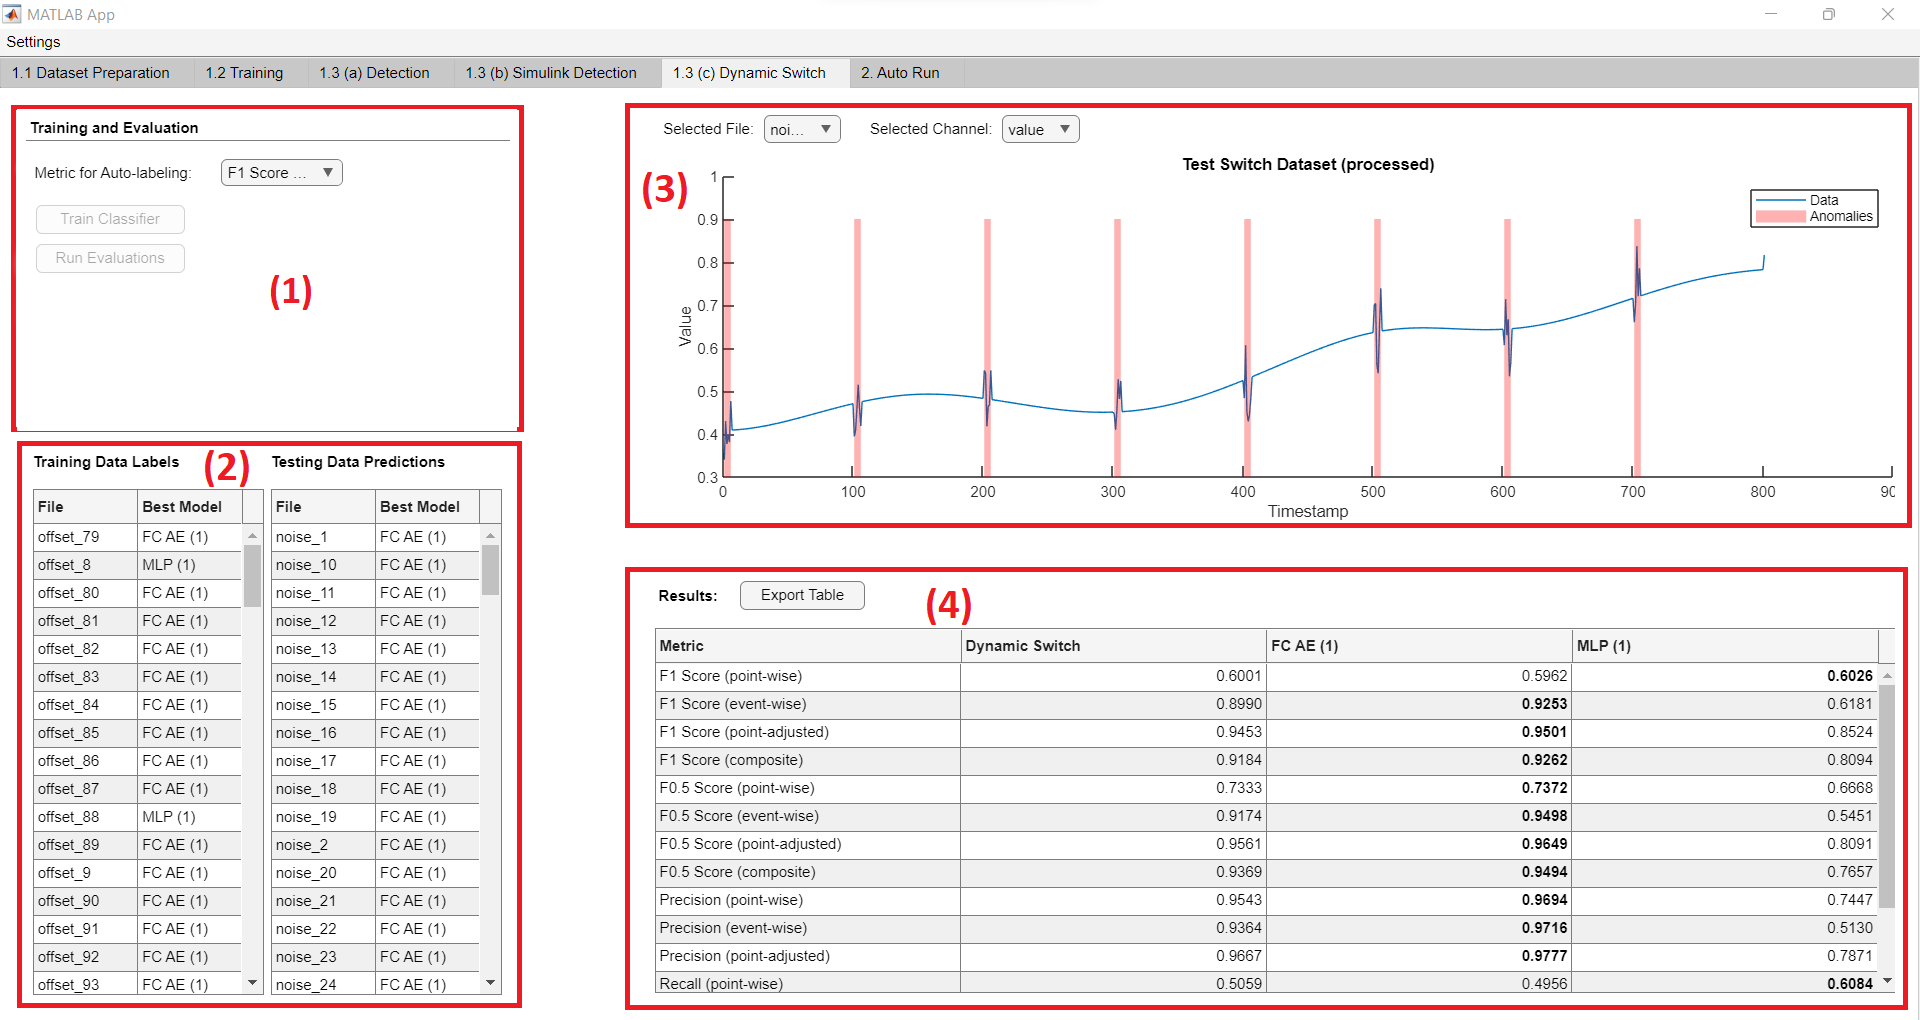 MATLAB App
Settings
1.1 Dataset Preparation 1.2 Training 1.3 (a) Detection 1.3 (b) Simulink Detection 1.3 (c) Dynamic Switch 2. Auto Run
Training and Evaluation
Metric for Auto-labeling: F1 Score ...
Train Classifier
Run Evaluations
(1)
Training Data Labels (2) Testing Data Predictions
File Best Model File Best Model
offset_79 FC AE (1) noise_1 FC AE (1)
offset_8 MLP (1) noise_10 FC AE (1)
offset_80 FC AE (1) noise_11 FC AE (1)
offset_81 FC AE (1) noise_12 FC AE (1)
offset_82 FC AE (1) noise_13 FC AE (1)
offset_83 FC AE (1) noise_14 FC AE (1)
offset_84 FC AE (1) noise_15 FC AE (1)
offset_85 FC AE (1) noise_16 FC AE (1)
offset_86 FC AE (1) noise_17 FC AE (1)
offset_87 FC AE (1) noise_18 FC AE (1)
offset_88 MLP (1) noise_19 FC AE (1)
offset_89 FC AE (1) noise_2 FC AE (1)
offset_9 FC AE (1) noise_20 FC AE (1)
offset_90 FC AE (1) noise_21 FC AE (1)
offset_91 FC AE (1) noise_22 FC AE (1)
offset_92 FC AE (1) noise_23 FC AE (1)
offset_93 FC AE (1) noise_24 FC AE (1)
Selected File: noi... Selected Channel: value
(3)
Test Switch Dataset (processed)
Data
Anomalies
1
0.9
0.8
0.7
0.6
0.5
0.4
0.3
Value
0 100 200 300 400 500 600 700 800 90
Timestamp
Results: Export Table (4)
Metric Dynamic Switch FC AE (1) MLP (1)
F1 Score (point-wise) 0.6001 0.5962 0.6026
F1 Score (event-wise) 0.8990 0.9253 0.6181
F1 Score (point-adjusted) 0.9453 0.9501 0.8524
F1 Score (composite) 0.9184 0.9262 0.8094
F0.5 Score (point-wise) 0.7333 0.7372 0.6668
F0.5 Score (event-wise) 0.9174 0.9498 0.5451
F0.5 Score (point-adjusted) 0.9561 0.9649 0.8091
F0.5 Score (composite) 0.9369 0.9494 0.7657
Precision (point-wise) 0.9543 0.9694 0.7447
Precision (event-wise) 0.9364 0.9716 0.5130
Precision (point-adjusted) 0.9667 0.9777 0.7871
Recall (point-wise) 0.5059 0.4956 0.6084